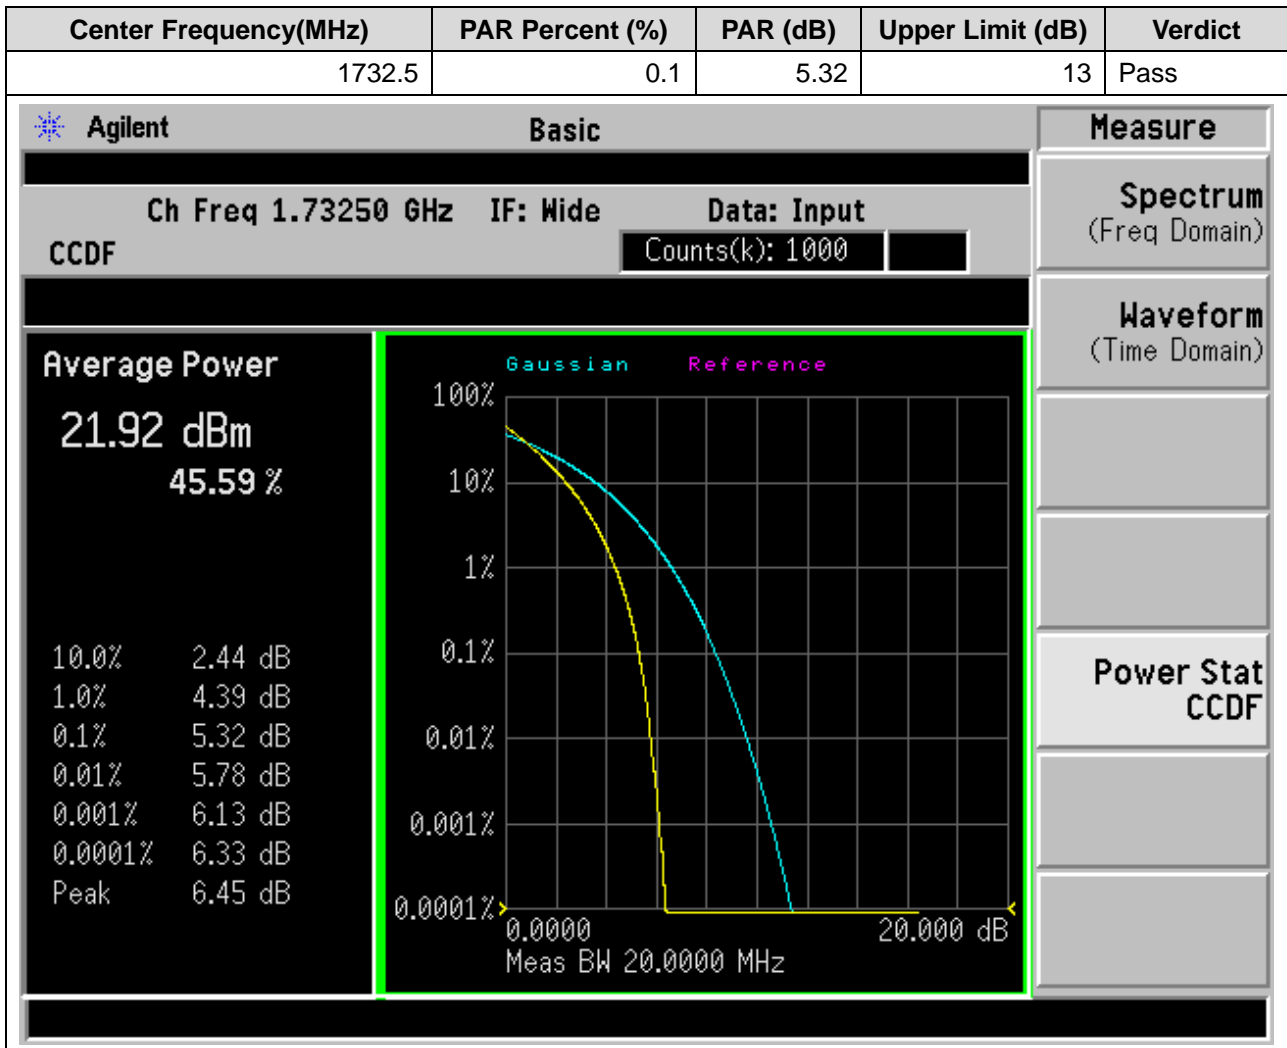 Center Frequency(MHz) PAR Percent (%) PAR (dB) Upper Limit (dB) Verdict
1732.5 0.1 5.32 13 Pass
Agilent Basic Measure
Ch Freq 1.73250 GHz IF: Wide Data: Input
CCDF Counts(k): 1000
Spectrum
(Freq Domain)
Waveform
(Time Domain)
Power Stat
CCDF
Average Power
21.92 dBm
45.59 %
10.0% 2.44 dB
1.0% 4.39 dB
0.1% 5.32 dB
0.01% 5.78 dB
0.001% 6.13 dB
0.0001% 6.33 dB
Peak 6.45 dB
Gaussian Reference
100%
10%
1%
0.1%
0.01%
0.001%
0.0001%
0.0000 20.000 dB
Meas BW 20.0000 MHz